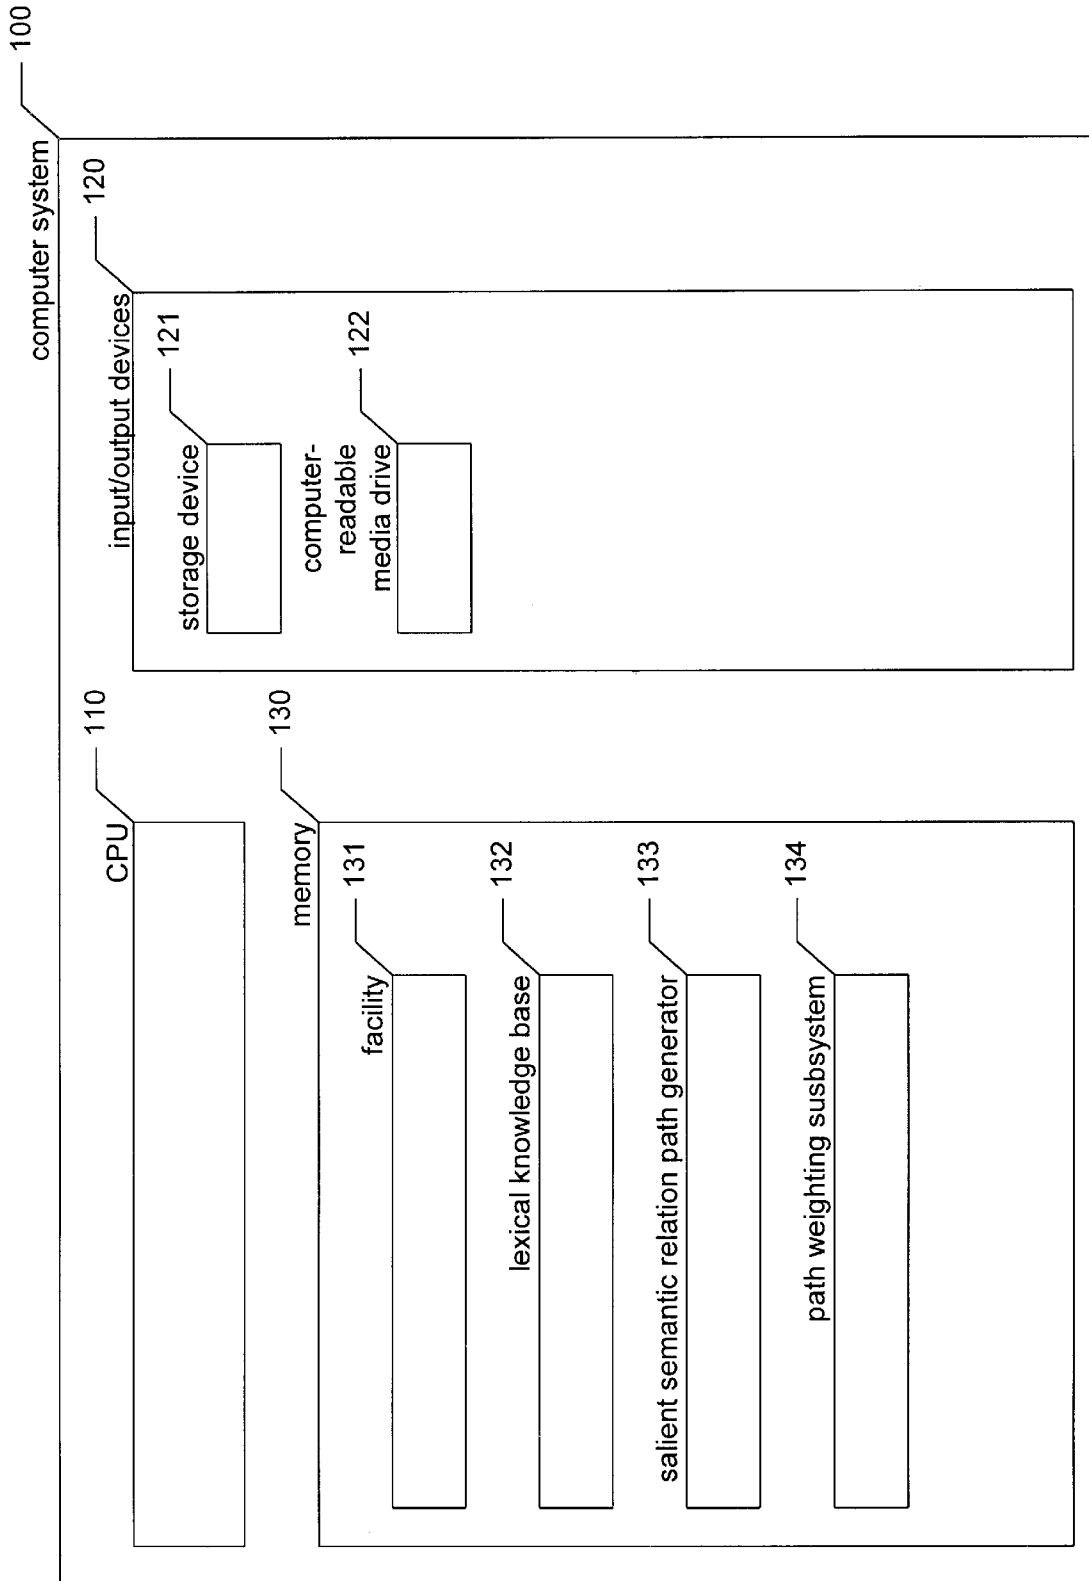 computer system
100
CPU
110
memory
130
facility
131
lexical knowledge base
132
salient semantic relation path generator
133
path weighting susbsystem
134
input/output devices
120
storage device
121
computer-
readable
media drive
122